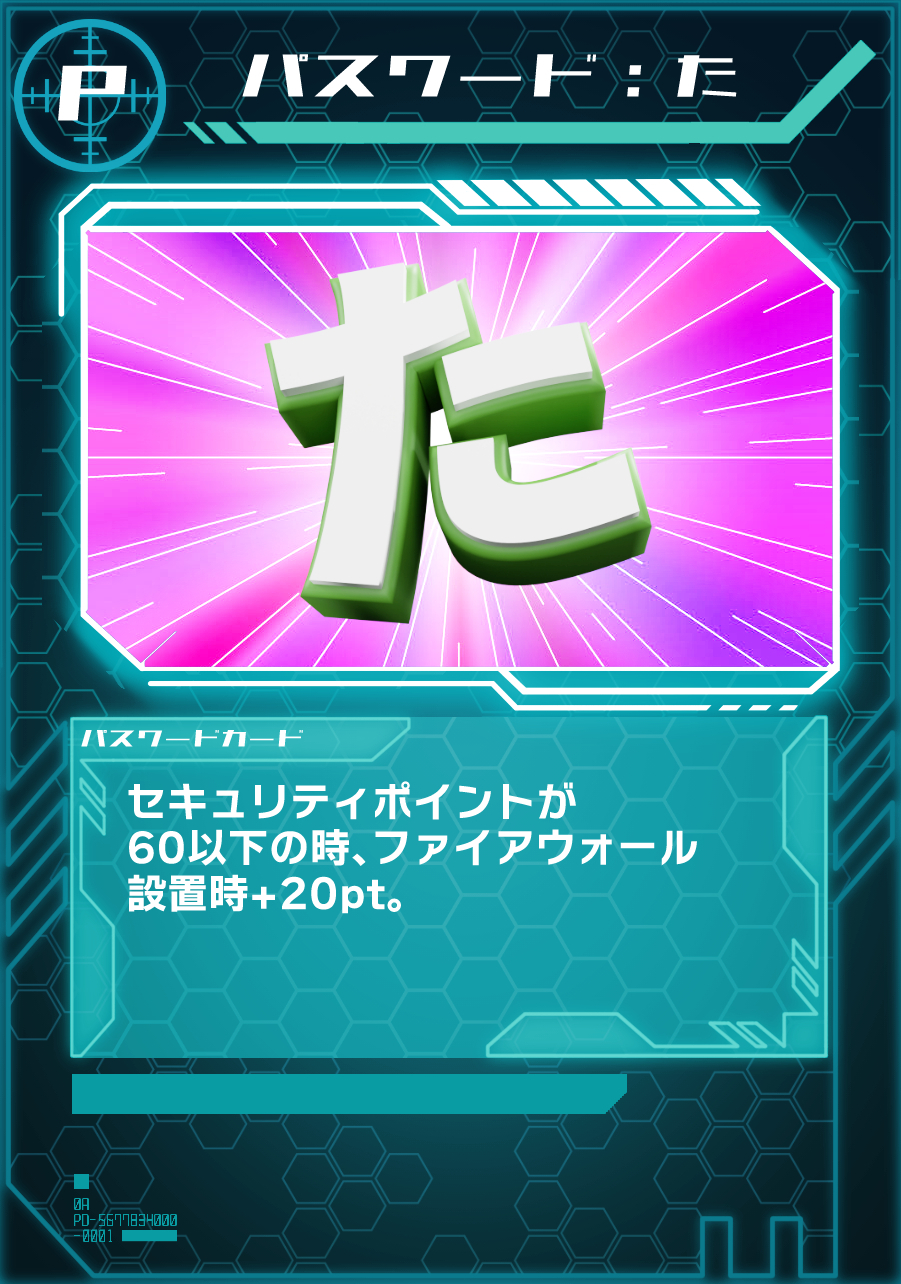 P
パスワード：た
た
パスワードカード
セキュリティポイントが
60以下の時、ファイアウォール
設置時+20pt。
0A
PD-5677834000
-0001